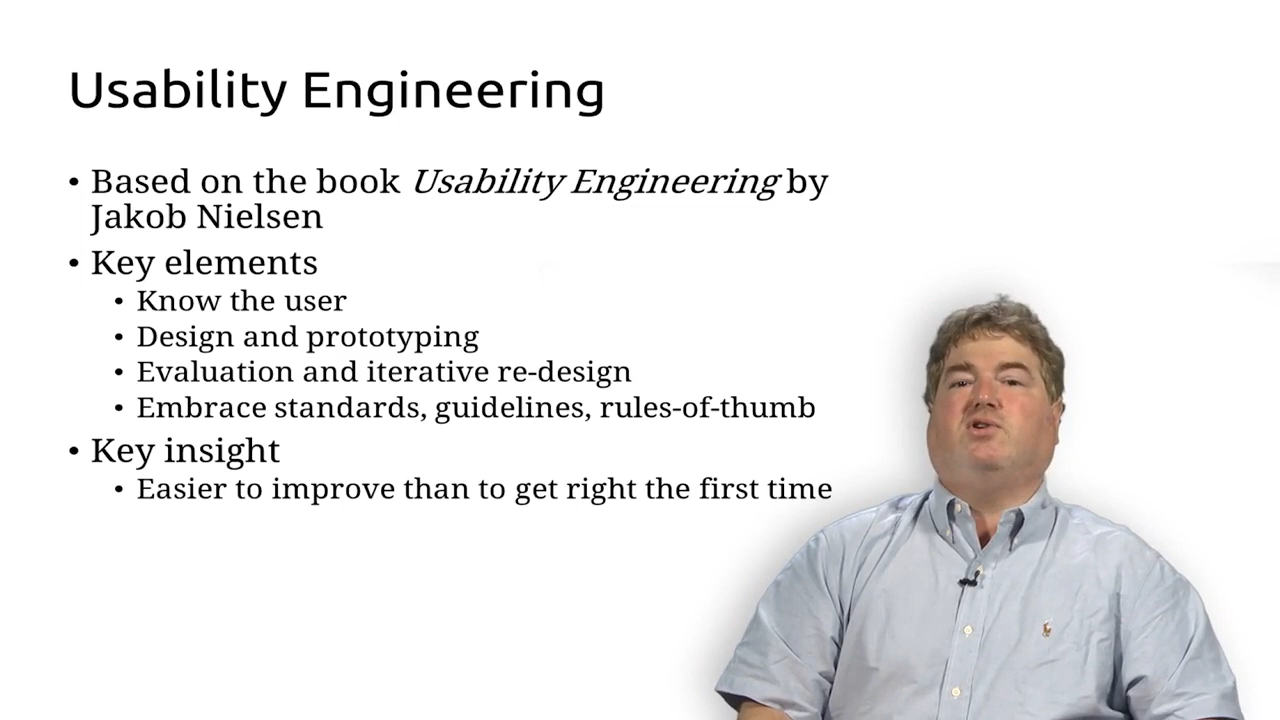 Usability Engineering
• Based on the book Usability Engineering by
Jakob Nielsen
• Key elements
• Know the user
• Design and prototyping
• Evaluation and iterative re-design
• Embrace standards, guidelines, rules-of-thumb
• Key insight
• Easier to improve than to get right the first time